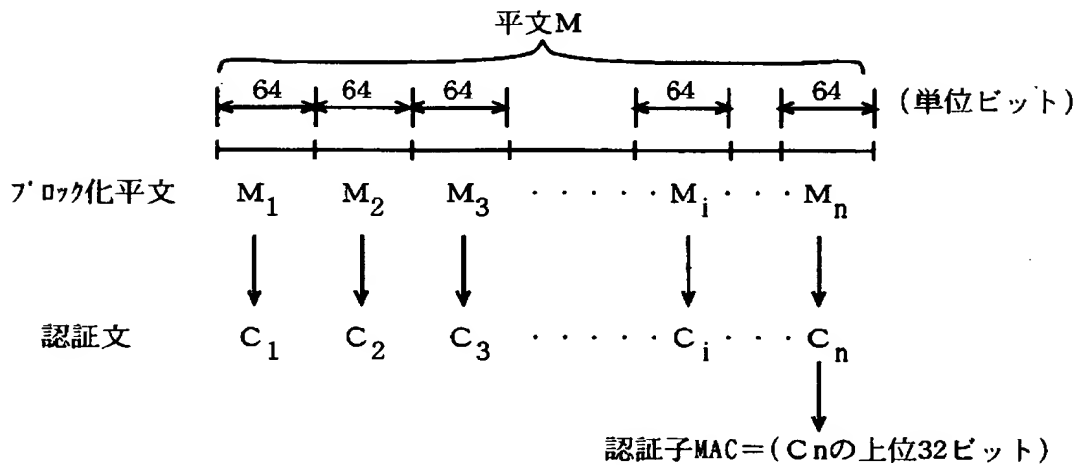 平文M
64 64 64 64 64 (単位ビット)
ブロック化平文 M₁ M₂ M₃ ・・・・・ Mᵢ ・・・ Mₙ
認証文 C₁ C₂ C₃ ・・・・・ Cᵢ ・・・ Cₙ
認証子MAC=(Cnの上位32ビット)